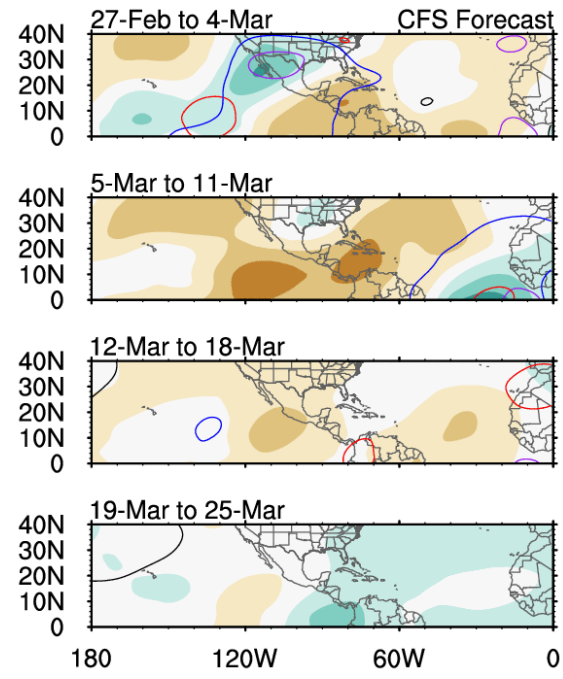 27-Feb to 4-Mar CFS Forecast
40N
30N
20N
10N
0
5-Mar to 11-Mar
40N
30N
20N
10N
0
12-Mar to 18-Mar
40N
30N
20N
10N
0
19-Mar to 25-Mar
40N
30N
20N
10N
0
180 120W 60W 0